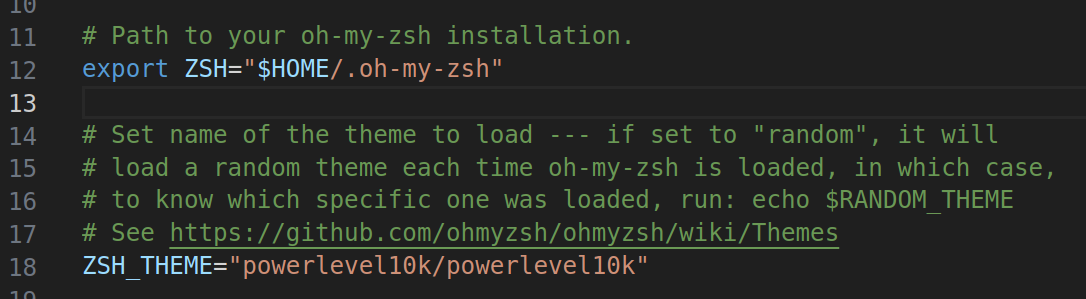 10
11 # Path to your oh-my-zsh installation.
12 export ZSH="$HOME/.oh-my-zsh"
13
14 # Set name of the theme to load --- if set to "random", it will
15 # load a random theme each time oh-my-zsh is loaded, in which case,
16 # to know which specific one was loaded, run: echo $RANDOM_THEME
17 # See https://github.com/ohmyzsh/ohmyzsh/wiki/Themes
18 ZSH_THEME="powerlevel10k/powerlevel10k"
19